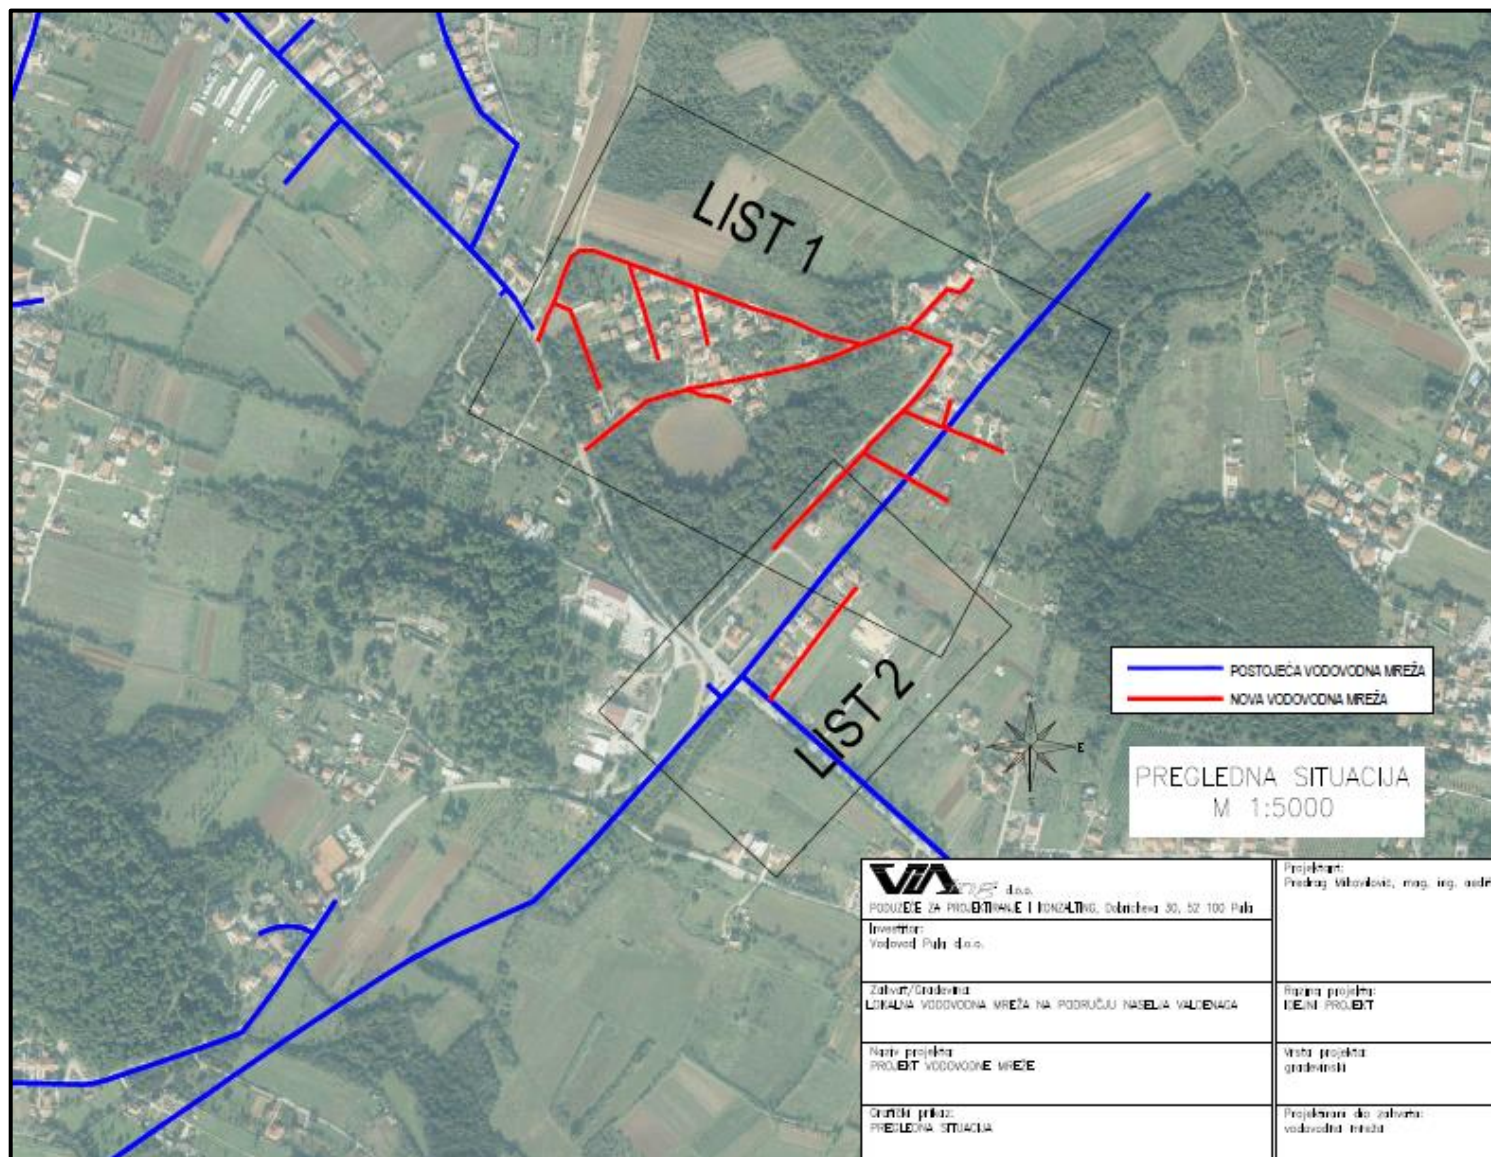 LIST 1
LIST 2
POSTOJEĆA VODOVODNA MREŽA
NOVA VODOVODNA MREŽA
E
PREGLEDNA SITUACIJA
M 1:5000
VIA d.o.o.
PODUZEĆE ZA PROJEKTIRANJE I KONZALTING, Dobricheva 30, 52 100 Pula
Investitor:
Vodovod Pula d.o.o.
Zahvat/Građevina:
LOKALNA VODOVODNA MREŽA NA PODRUČJU NASELJA VALDENAGA
Naziv projekta:
PROJEKT VODOVODNE MREŽE
Grafički prikaz:
PREGLEDNA SITUACIJA
Projektant:
Predrag mag. ing. aedif
Razina projekta:
IDEJNI PROJEKT
Vrsta projekta:
građevinski
Projektirani dio zahvata:
vodovodna mreža